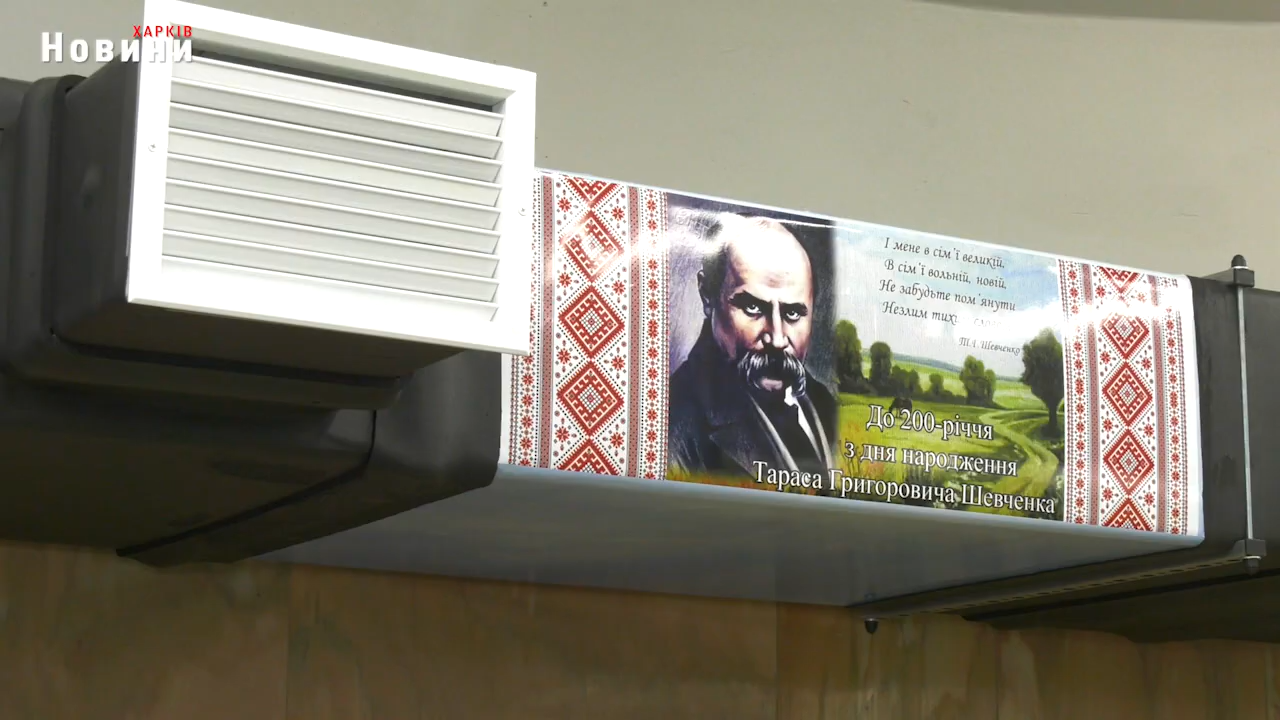 ХАРКІВ
Новини
І мене в сім'ї великій,
В сім'ї вольній, новій,
Не забудьте пом'янути
Незлим
Т.Г. Шевченко
До 200-річчя
з дня народження
Тараса Григоровича Шевченка